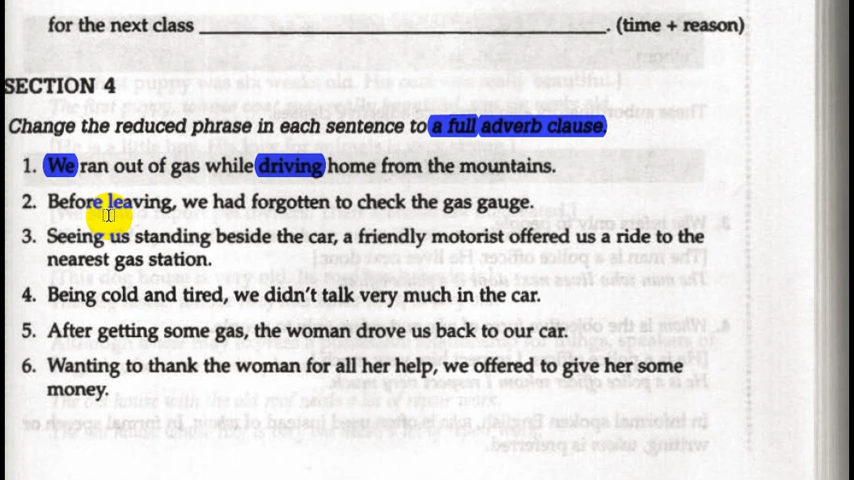 for the next class ______________________________. (time + reason)
SECTION 4
Change the reduced phrase in each sentence to a full adverb clause.
1. We ran out of gas while driving home from the mountains.
2. Before leaving, we had forgotten to check the gas gauge.
3. Seeing us standing beside the car, a friendly motorist offered us a ride to the
nearest gas station.
4. Being cold and tired, we didn't talk very much in the car.
5. After getting some gas, the woman drove us back to our car.
6. Wanting to thank the woman for all her help, we offered to give her some
money.